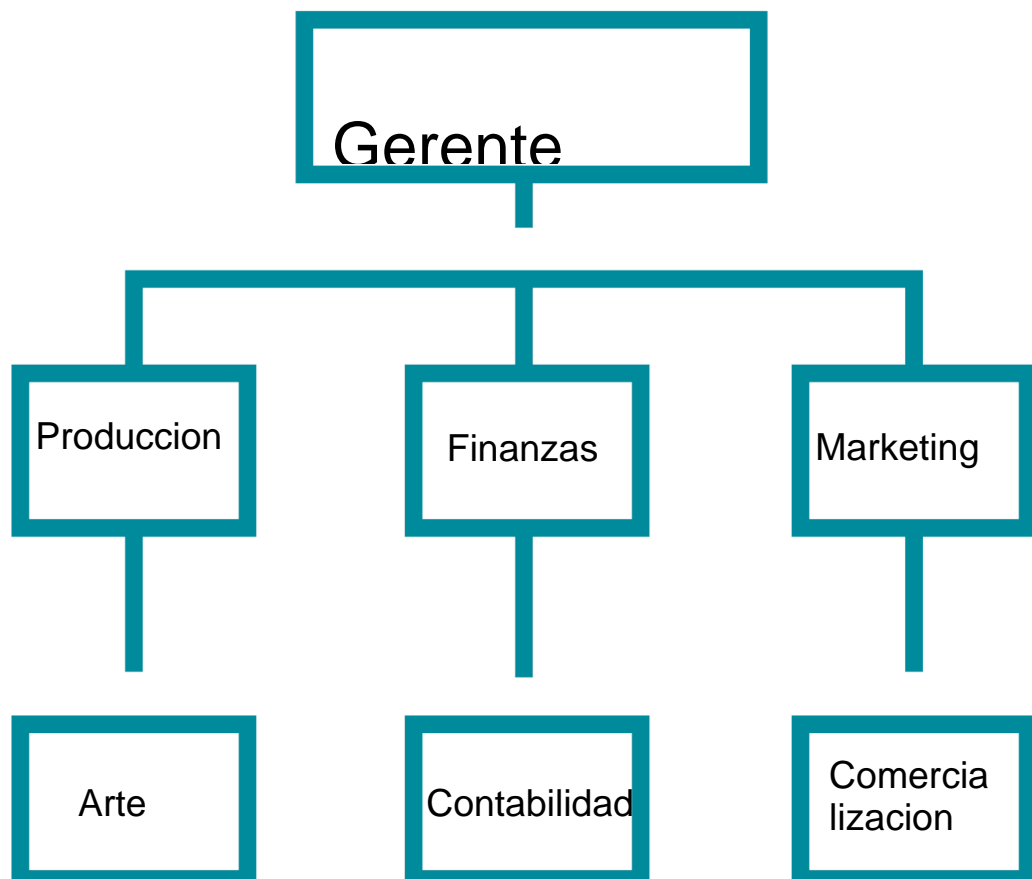 Gerente
Produccion
Finanzas
Marketing
Arte
Contabilidad
Comercia
lizacion